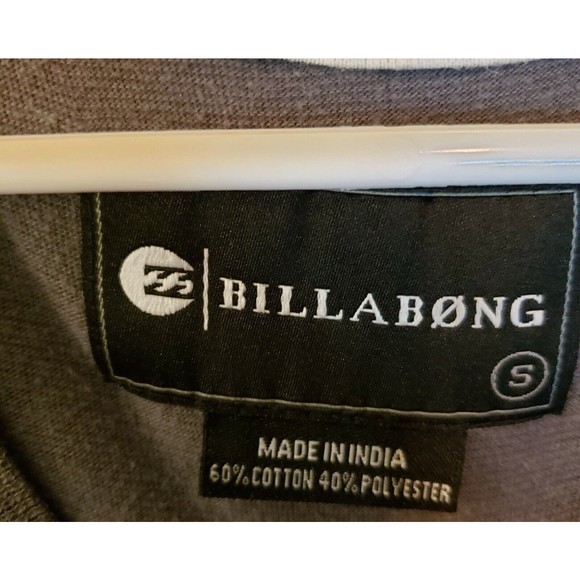 BILLABØNG
S
MADE IN INDIA
60% COTTON 40% POLYESTER